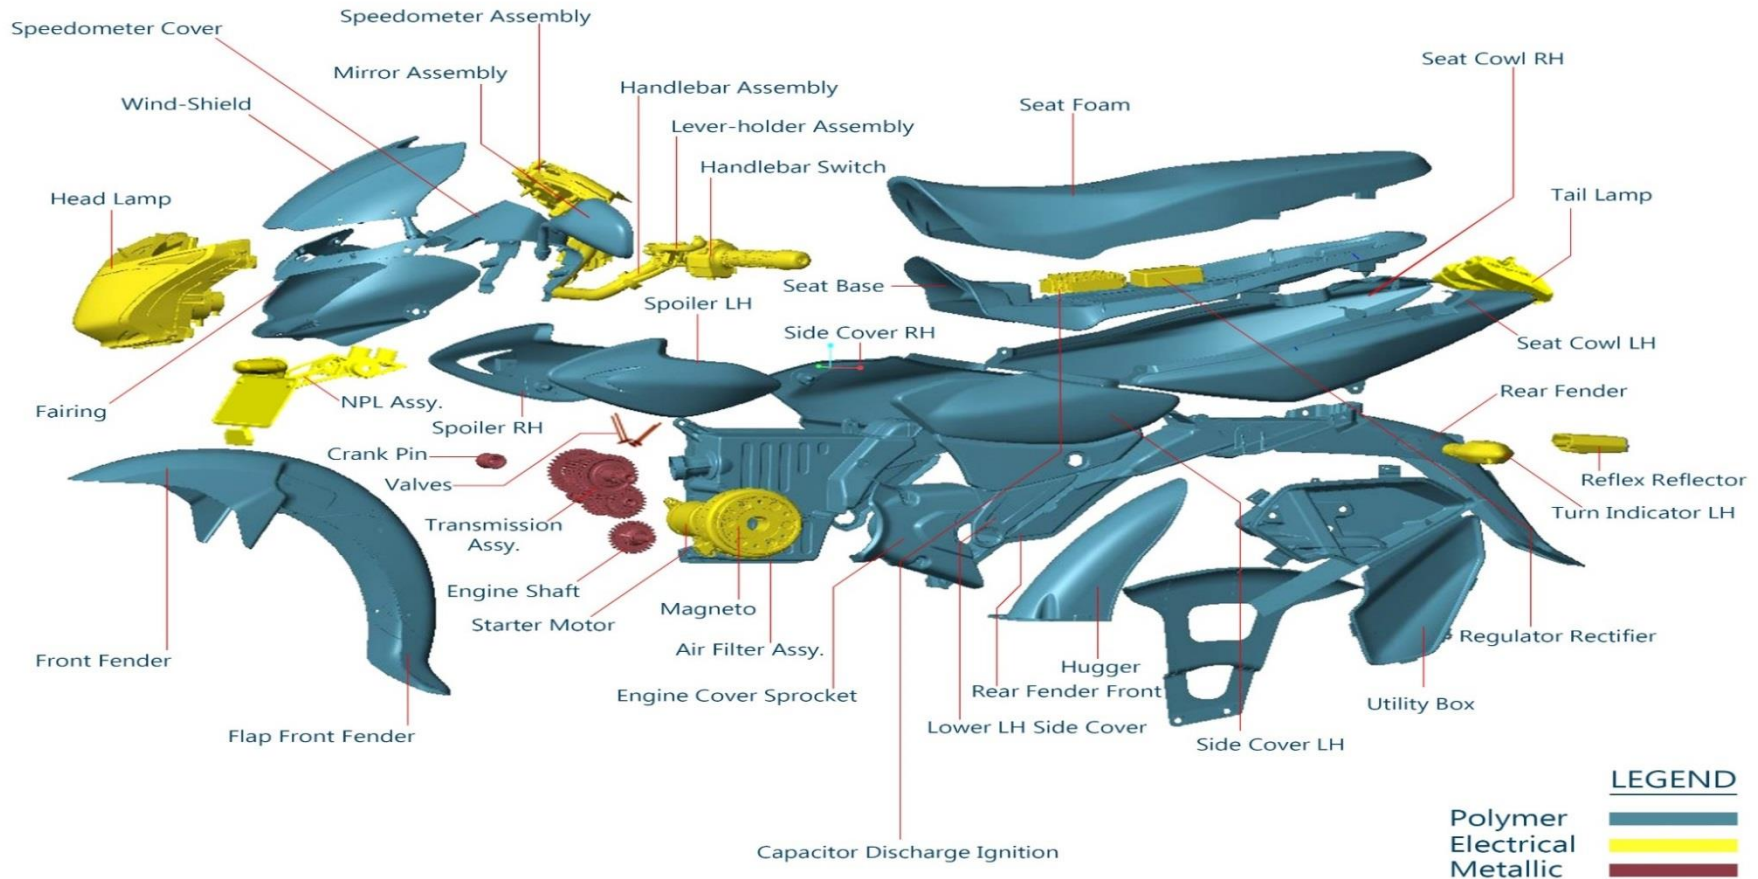 Speedometer Assembly
Speedometer Cover
Mirror Assembly
Seat Cowl RH
Handlebar Assembly
Wind-Shield
Seat Foam
Lever-holder Assembly
Handlebar Switch
Head Lamp
Tail Lamp
Seat Base
Spoiler LH
Side Cover RH
Seat Cowl LH
Rear Fender
Fairing
NPL Assy.
Spoiler RH
Crank Pin
Valves
Reflex Reflector
Turn Indicator LH
Transmission
Assy.
Engine Shaft
Magneto
Starter Motor
Regulator Rectifier
Air Filter Assy.
Front Fender
Hugger
Rear Fender Front
Engine Cover Sprocket
Utility Box
Lower LH Side Cover
Flap Front Fender
Side Cover LH
LEGEND
Polymer
Electrical
Capacitor Discharge Ignition
Metallic